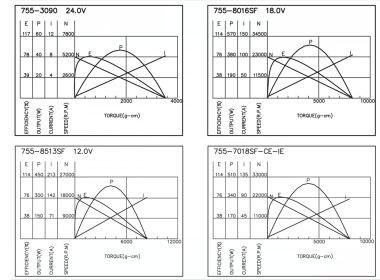 755-3090 24.0V
E P I N
117 60 12 7800
P
78 40 8 5200
N E I
39 20 4 2600
2000 4000
EFFICIENCY(%) OUTPUT(W) CURRENT(A) SPEED(R.P.M)
TORQUE(g-cm)
755-8016SF 18.0V
E P I N
114 570 150 34500
P
76 380 100 23000
N E I
38 190 50 11500
5000 10000
EFFICIENCY(%) OUTPUT(W) CURRENT(A) SPEED(R.P.M)
TORQUE(g-cm)
755-8513SF 12.0V
E P I N
114 450 213 27000
P
76 300 142 18000
N E I
38 150 71 9000
6000 12000
EFFICIENCY(%) OUTPUT(W) CURRENT(A) SPEED(R.P.M)
TORQUE(g-cm)
755-7018SF-CE-IE
E P I N
114 510 135 33000
P
76 340 90 22000
N E I
38 170 45 11000
5000 10000
EFFICIENCY(%) OUTPUT(W) CURRENT(A) SPEED(R.P.M)
TORQUE(g-cm)